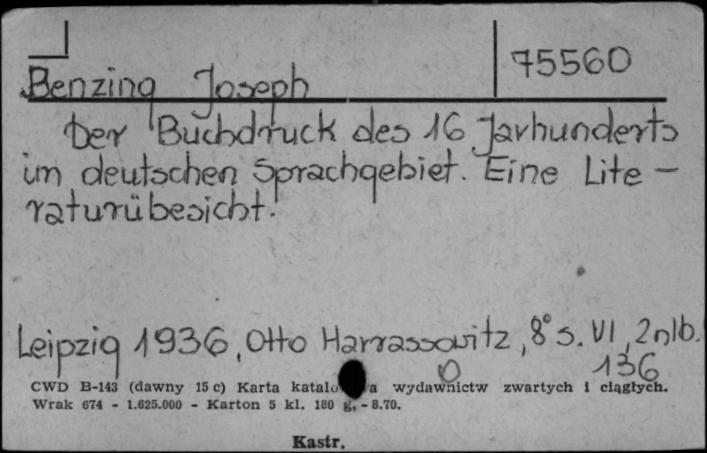 75560
Benzing Joseph
Der Buchdruck des 16 Jarhunderts
im deutschen Sprachgebiet. Eine Lite-
raturübesicht.
Leipzig 1936, Otto Harrassowitz, 8° s. VI, 2nlb.
136
CWD B-143 (dawny 15 c) Karta a wydawnictw zwartych i ciągłych.
Wrak 674 - 1.625.000 - Karton 5 kl. 180 g. - 8.70.
Kastr.